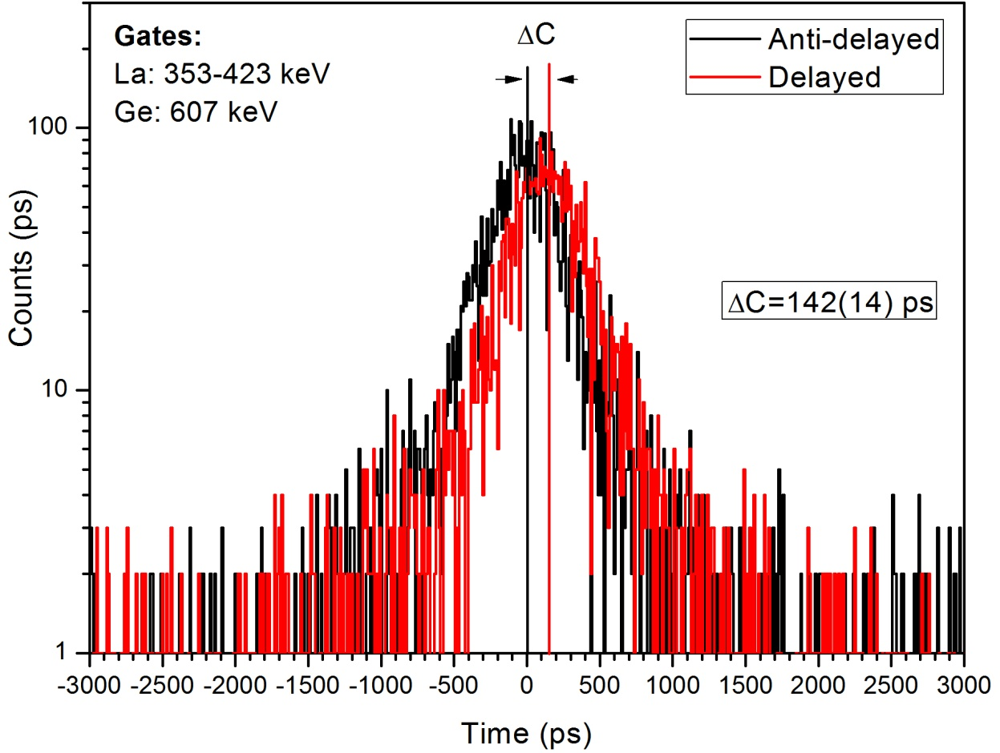 Gates:
La: 353-423 keV
Ge: 607 keV
ΔC
Anti-delayed
Delayed
ΔC=142(14) ps
Counts (ps)
100
10
1
-3000 -2500 -2000 -1500 -1000 -500 0 500 1000 1500 2000 2500 3000
Time (ps)